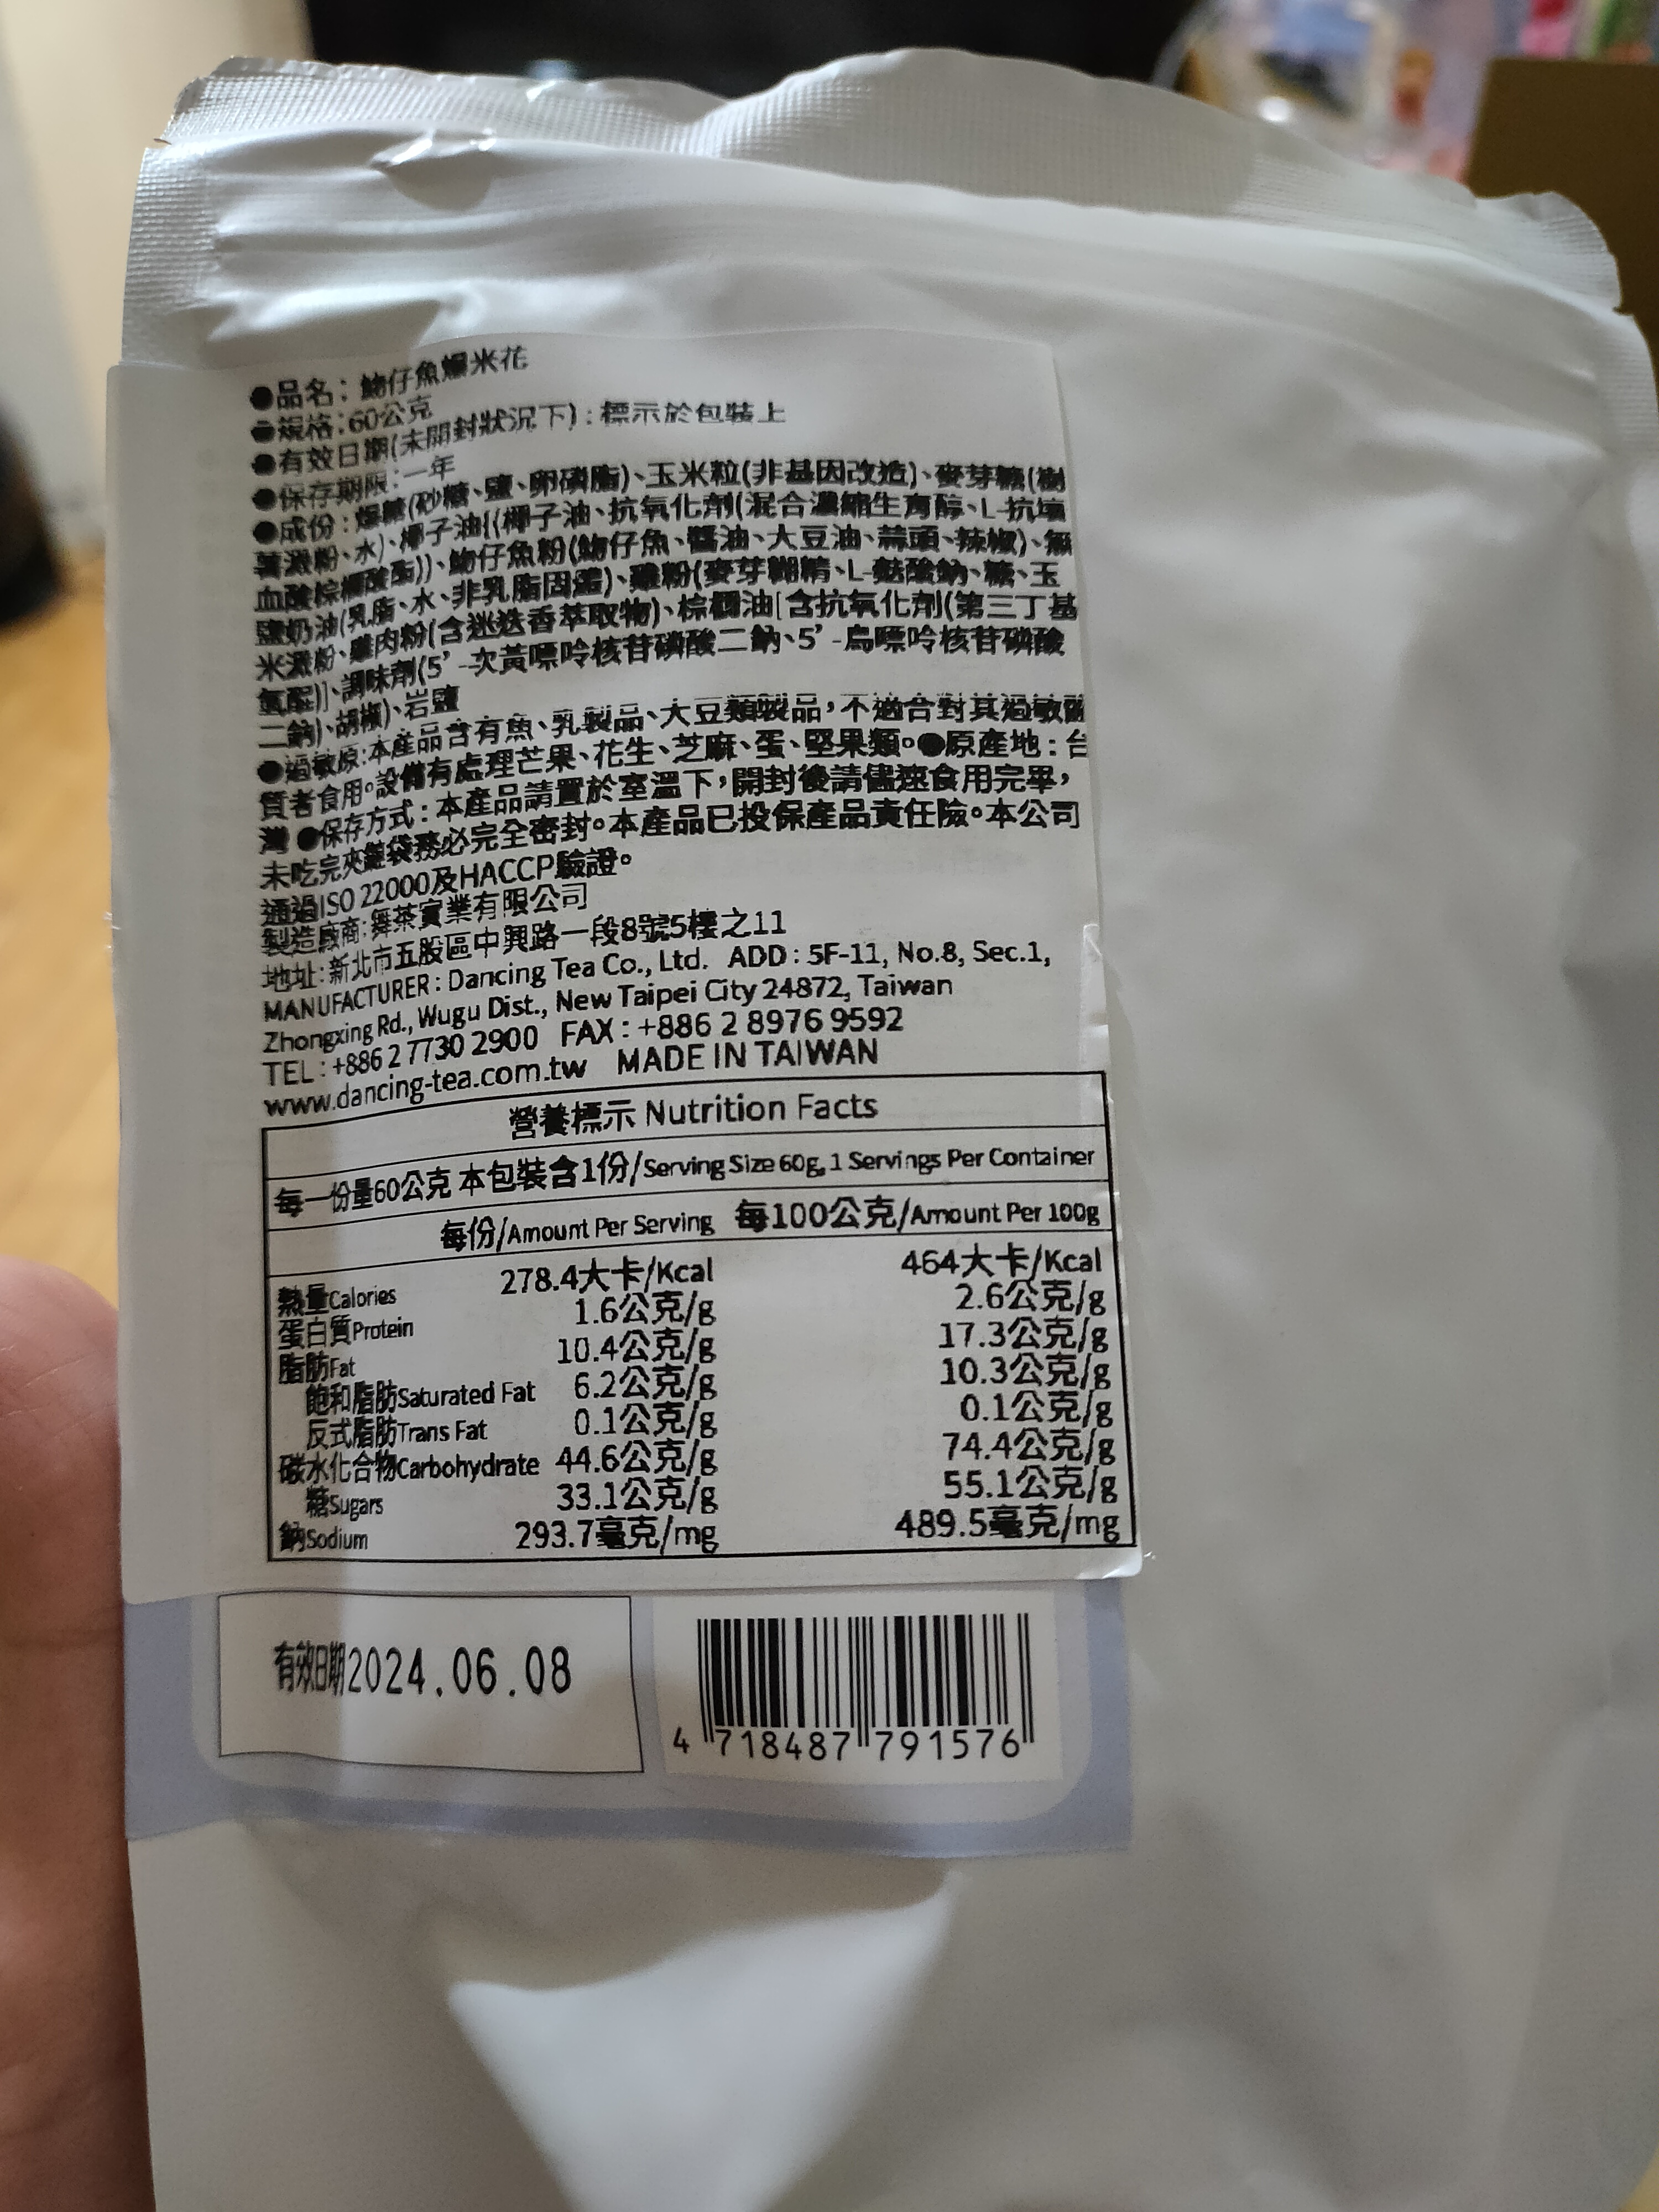 ●品名：魩仔魚爆米花
●規格：60公克
●有效日期(未開封狀況下)：標示於包裝上
●保存期限：一年
●成份：爆糖(砂糖、鹽、卵磷脂)、玉米粒(非基因改造)、麥芽糖(樹
薯澱粉、水)、椰子油{(椰子油、抗氧化劑(混合濃縮生育醇、L-抗壞
血酸棕櫚酸酯)}、魩仔魚粉(魩仔魚、醬油、大豆油、蒜頭、辣椒)、無
鹽奶油(乳脂、水、非乳脂固體)、雞粉(麥芽糊精、L-麩酸鈉、糖、玉
米澱粉、雞肉粉(含迷迭香萃取物)、棕櫚油[含抗氧化劑(第三丁基
氫醌)]、調味劑(5’-次黃嘌呤核苷磷酸二鈉、5’-鳥嘌呤核苷磷酸
二鈉)、胡椒)、岩鹽
●過敏原：本產品含有魚、乳製品、大豆類製品，不適合對其過敏體
質者食用。設備有處理芒果、花生、芝麻、蛋、堅果類。●原產地：台
灣 ●保存方式：本產品請置於室溫下，開封後請儘速食用完畢，
未吃完夾鏈袋務必完全密封。本產品已投保產品責任險。本公司
通過ISO 22000及HACCP驗證。
製造廠商：舞茶實業有限公司
地址：新北市五股區中興路一段8號5樓之11
MANUFACTURER : Dancing Tea Co., Ltd. ADD : 5F-11, No.8, Sec.1,
Zhongxing Rd., Wugu Dist., New Taipei City 24872, Taiwan
TEL : +886 2 7730 2900 FAX : +886 2 8976 9592
www.dancing-tea.com.tw MADE IN TAIWAN
營養標示 Nutrition Facts
每一份量60公克 本包裝含1份/Serving Size 60g, 1 Servings Per Container
每份/Amount Per Serving 每100公克/Amount Per 100g
熱量Calories 278.4大卡/Kcal 464大卡/Kcal
蛋白質Protein 1.6公克/g 2.6公克/g
脂肪Fat 10.4公克/g 17.3公克/g
飽和脂肪Saturated Fat 6.2公克/g 10.3公克/g
反式脂肪Trans Fat 0.1公克/g 0.1公克/g
碳水化合物Carbohydrate 44.6公克/g 74.4公克/g
糖Sugars 33.1公克/g 55.1公克/g
鈉Sodium 293.7毫克/mg 489.5毫克/mg
有效日期2024.06.08
4 718487 791576